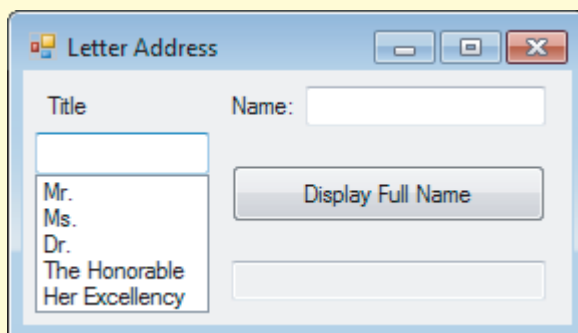 Letter Address
Title
Name:
Mr.
Ms.
Dr.
The Honorable
Her Excellency
Display Full Name